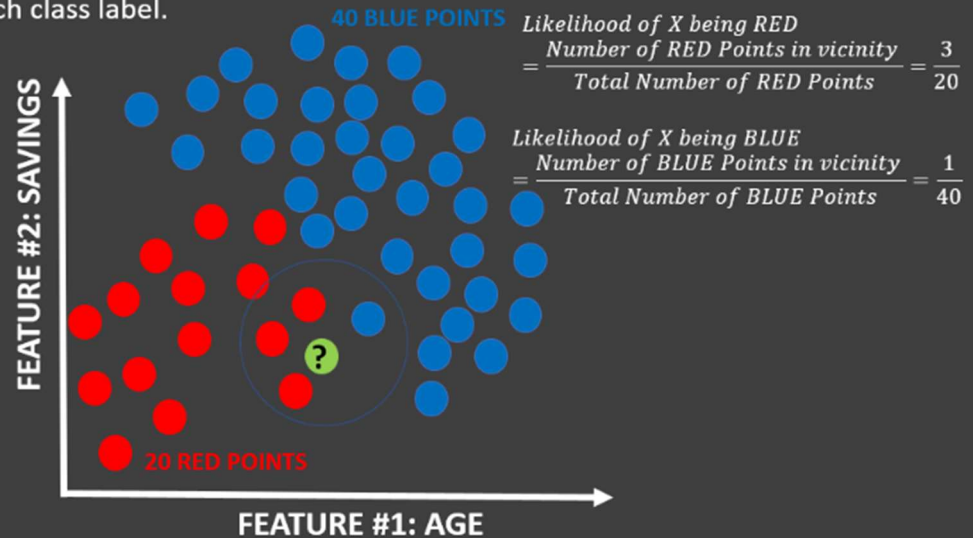 ch class label.
40 BLUE POINTS
Likelihood of X being RED
= Number of RED Points in vicinity / Total Number of RED Points = 3 / 20
Likelihood of X being BLUE
= Number of BLUE Points in vicinity / Total Number of BLUE Points = 1 / 40
FEATURE #2: SAVINGS
?
20 RED POINTS
FEATURE #1: AGE